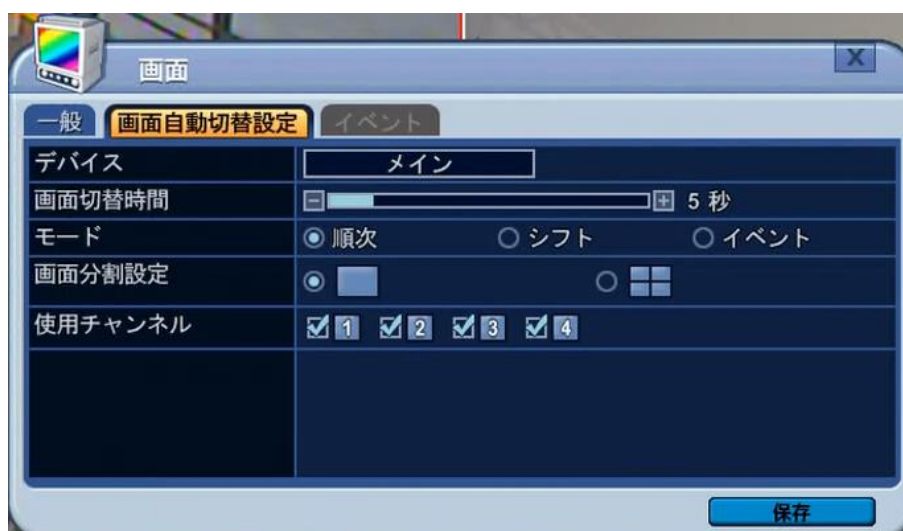 画面
X
一般 画面自動切替設定 イベント
デバイス メイン
画面切替時間 5 秒
モード 順次 シフト イベント
画面分割設定
使用チャンネル 1 2 3 4
保存